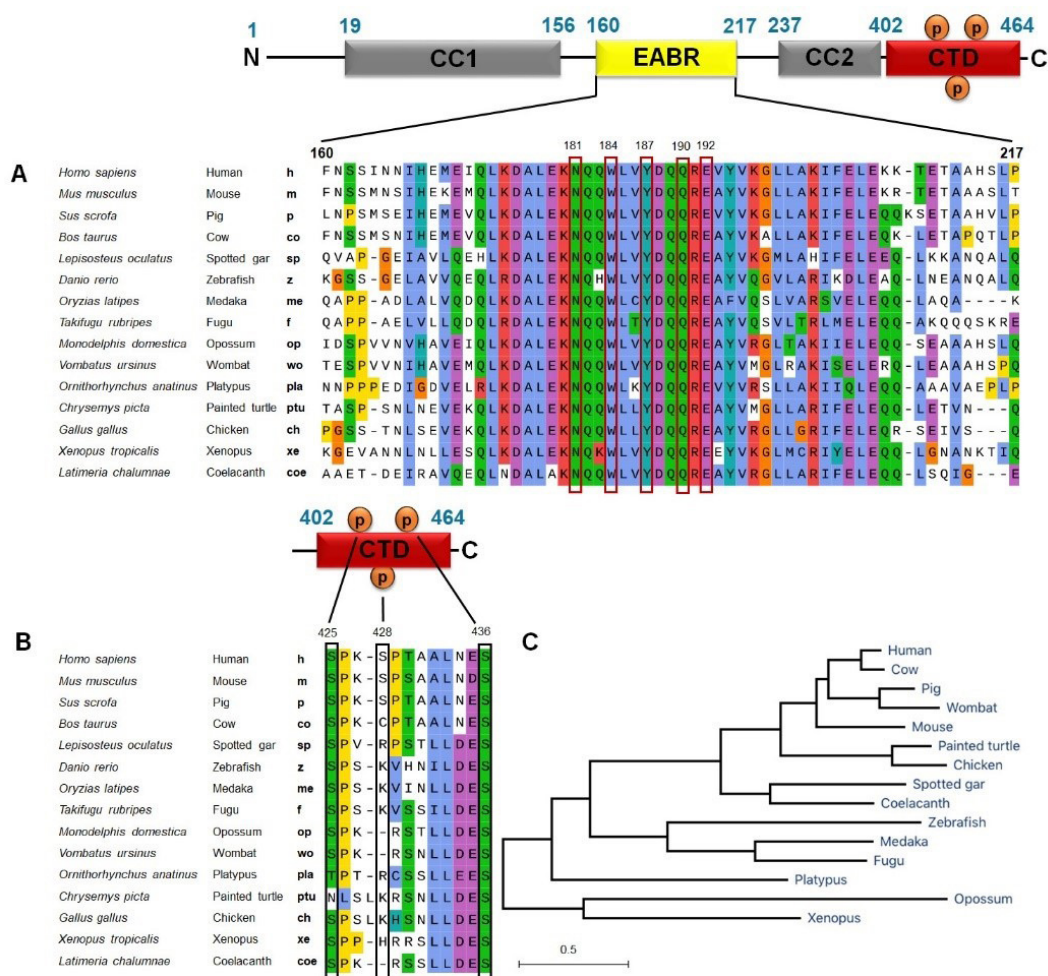 1 19 156 160 217 237 402 464
p p
N CC1 EABR CC2 CTD C
p
160 181 184 187 190 192 217
A
Homo sapiens Human h FNSSINNIHEMEIQLKDALEKNQQWLVYDQQREVYVKGLLAKIFELEKK-TETAAHSLP
Mus musculus Mouse m FNSSMNSIHEKEMQLKDALEKNQQWLVYDQQREVYVKGLLAKIFELEKR-TETAAASLT
Sus scrofa Pig p LNPSMSEIHEMEVQLKDALEKNQQWLVYDQQREAYVKGLLAKIFELEQQKSETAAHVLP
Bos taurus Cow co FNSSMSNIHEMEVQLKDALEKNQQWLVYDQQREAYVKALLAKIFELEQK-LETAPQTLP
Lepisosteus oculatus Spotted gar sp QVAP-GEIAVLQEHLKDALEKNQQWLVYDQQREAYVKGMLAHIFELEEQ-LKKANQALQ
Danio rerio Zebrafish z KGSS-GELAVVQEQLRDALEKNQHWLVYDQQREAYVQGVLARIKDLEAQ-LNEANQALQ
Oryzias latipes Medaka me QAPP-ADLALVQDQLKDALEKNQQWLCYDQQREAFVQSLVARSVELEQQ-LAQA----K
Takifugu rubripes Fugu f QAPP-AELVLLQDQLRDALEKNQQWLTYDQQREAYVQSVLTRLMELEQQ-AKQQQSKRE
Monodelphis domestica Opossum op IDSPVVNVHAVEIQLKDALEKNQQWLVYDQQREAYVRGLTAKIIELEQQ-SEAAAHSLQ
Vombatus ursinus Wombat wo TESPVVNIHAVEMQLKDALEKNQQWLVYDQQREAYVMGLRAKISELERQ-LEAAAHSPQ
Ornithorhynchus anatinus Platypus pla NNPPPEDIGDVELRLKDALEKNQQWLKYDQQREVYVRSLLAKIIQLEQQ-AAAVAEPLP
Chrysemys picta Painted turtle ptu TASP-SNLNEVEKQLKDALEKNQQWLLYDQQREAYVMGLLARIFELEQQ-LETVN---Q
Gallus gallus Chicken ch PGSS-TNLSEVEKQLKDALEKNQQWLVYDQQREAYVRGLLGRIFELEQR-SEIVS---Q
Xenopus tropicalis Xenopus xe KGEVANNLNLLESQLKDALEKNQKWLVYDQQREEYVKGLMCRIYELEQQ-LGNANKTIQ
Latimeria chalumnae Coelacanth coe AAET-DEIRAVQEQLNDALAKNQQWLVYDQQREAYVKGLLARIFELEQQ-LSQIG---E
402 p p 464
CTD C
p
B
425 428 436
Homo sapiens Human h SPK-SPTAALNES
Mus musculus Mouse m SPK-SPSAALNDS
Sus scrofa Pig p SPK-SPTAALNES
Bos taurus Cow co SPK-CPTAALNES
Lepisosteus oculatus Spotted gar sp SPV-RPSTLLDES
Danio rerio Zebrafish z SPS-KVHNILDES
Oryzias latipes Medaka me SPS-KVINLLDES
Takifugu rubripes Fugu f SPS-KVSSILDES
Monodelphis domestica Opossum op SPK--RSTLLDES
Vombatus ursinus Wombat wo SPK--RSNLLDES
Ornithorhynchus anatinus Platypus pla TPT-RCSSLLEES
Chrysemys picta Painted turtle ptu NLSLKRSNLLDES
Gallus gallus Chicken ch SPSLKHSNLLDES
Xenopus tropicalis Xenopus xe SPP-HRRSLLDES
Latimeria chalumnae Coelacanth coe SPK--RSSLLDES
C
Human
Cow
Pig
Wombat
Mouse
Painted turtle
Chicken
Spotted gar
Coelacanth
Zebrafish
Medaka
Fugu
Platypus
Opossum
Xenopus
0.5